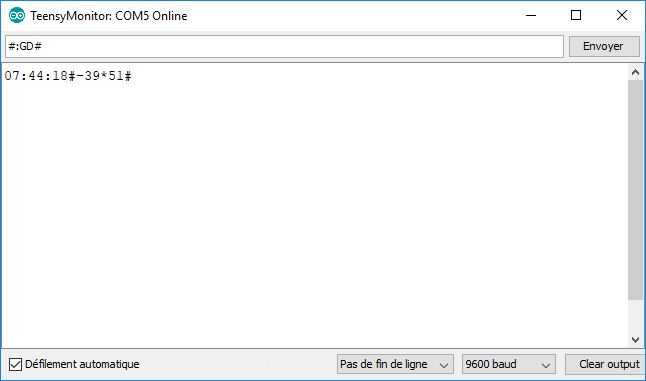 TeensyMonitor: COM5 Online
#:GD#
Envoyer
07:44:18#-39*51#
Défilement automatique
Pas de fin de ligne
9600 baud
Clear output